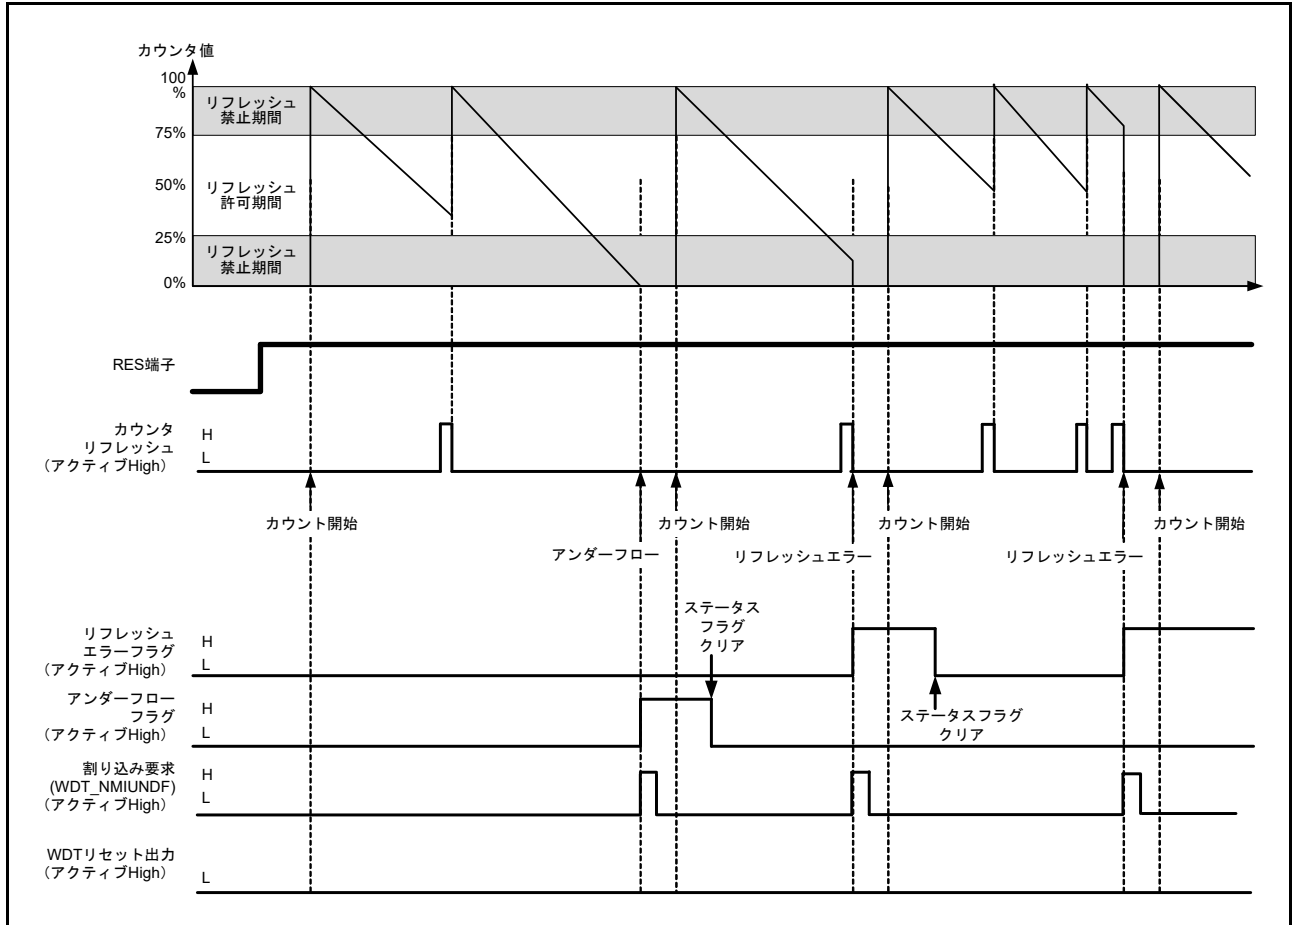 カウンタ値
100
%
リフレッシュ
禁止期間
75%
50%
リフレッシュ
許可期間
25%
リフレッシュ
禁止期間
0%
RES端子
カウンタ
リフレッシュ
(アクティブHigh)
H
L
カウント開始
カウント開始
カウント開始
カウント開始
アンダーフロー
リフレッシュエラー
リフレッシュエラー
ステータス
フラグ
クリア
リフレッシュ
エラーフラグ
(アクティブHigh)
H
L
アンダーフロー
フラグ
(アクティブHigh)
H
L
ステータスフラグ
クリア
割り込み要求
(WDT_NMIUNDF)
(アクティブHigh)
H
L
WDTリセット出力
(アクティブHigh)
L